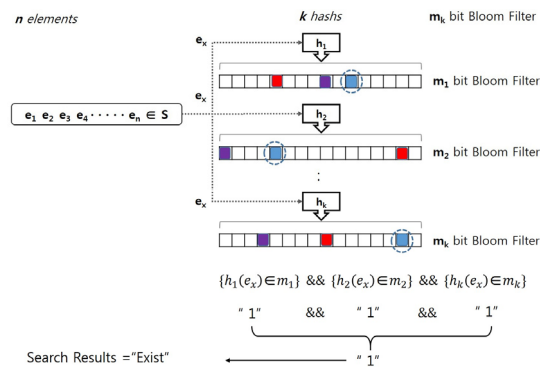 n elements
k hashs
mk bit Bloom Filter
ex
h1
m1 bit Bloom Filter
ex
e1 e2 e3 e4 · · · · · en ∈ S
h2
m2 bit Bloom Filter
:
ex
hk
mk bit Bloom Filter
{h1(ex)∈m1} && {h2(ex)∈m2} && {hk(ex)∈mk}
“ 1” && “ 1” && “ 1”
Search Results =“Exist”
“ 1”